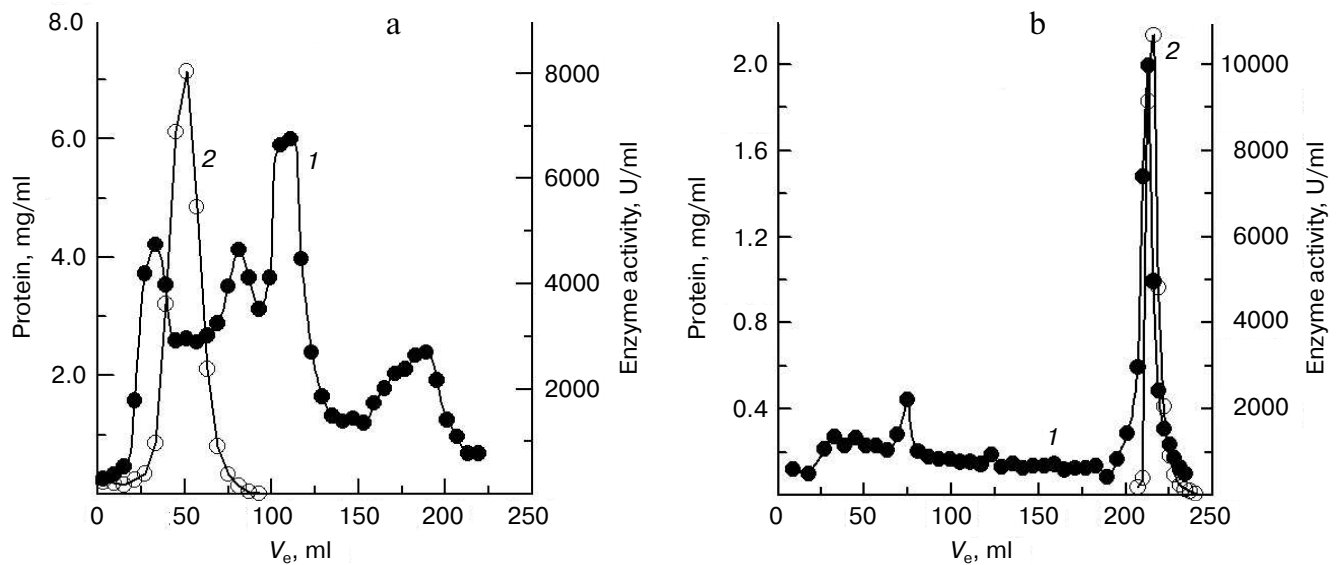 a
8.0
6.0
4.0
2.0
Protein, mg/ml
8000
6000
4000
2000
Enzyme activity, U/ml
2
1
0 50 100 150 200 250
Ve, ml
b
2.0
1.6
1.2
0.8
0.4
Protein, mg/ml
10000
8000
6000
4000
2000
Enzyme activity, U/ml
2
1
0 50 100 150 200 250
Ve, ml